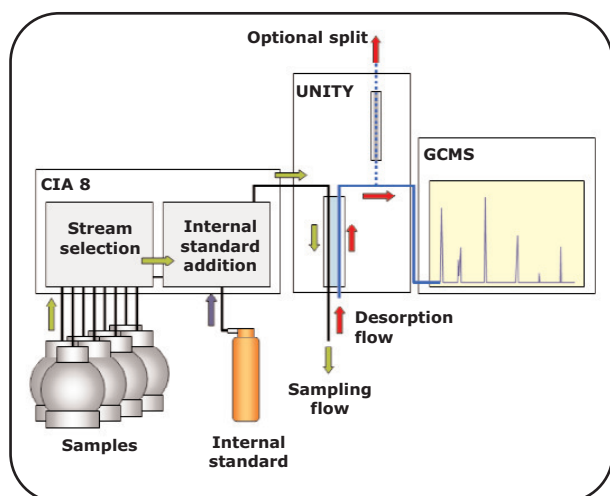 Optional split
UNITY
GCMS
CIA 8
Stream
selection
Internal
standard
addition
Desorption
flow
Sampling
flow
Samples
Internal
standard